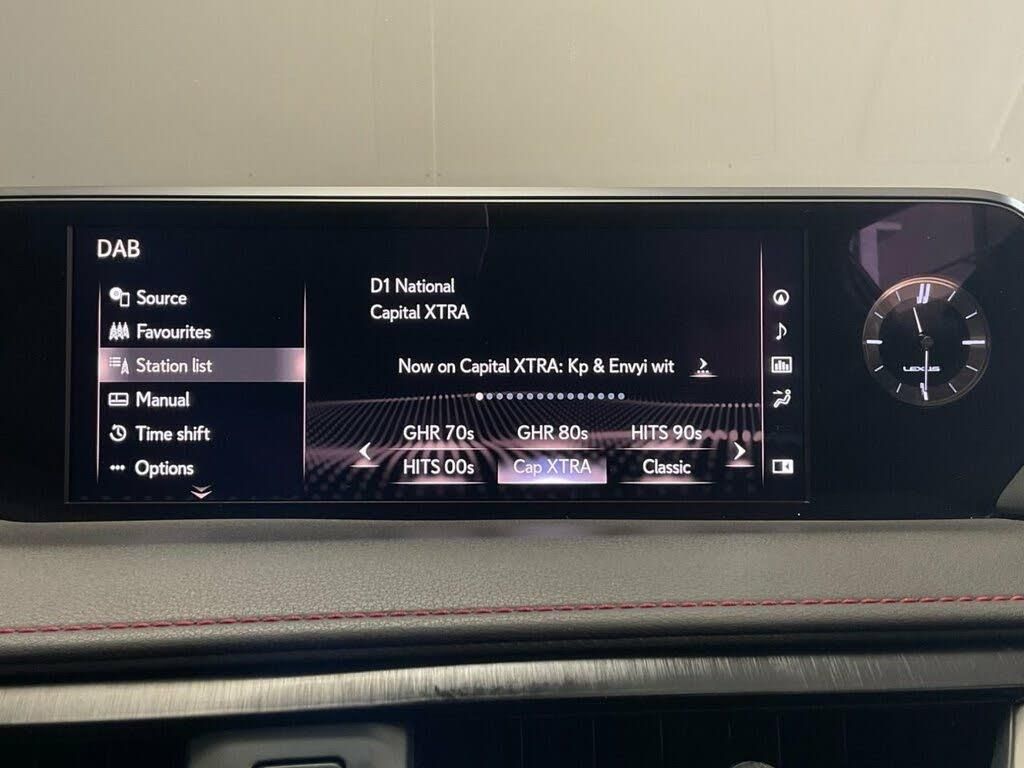 DAB
Source
Favourites
Station list
Manual
Time shift
Options
D1 National
Capital XTRA
Now on Capital XTRA: Kp & Envyi wit
GHR 70s GHR 80s HITS 90s
HITS 00s Cap XTRA Classic
LEXUS